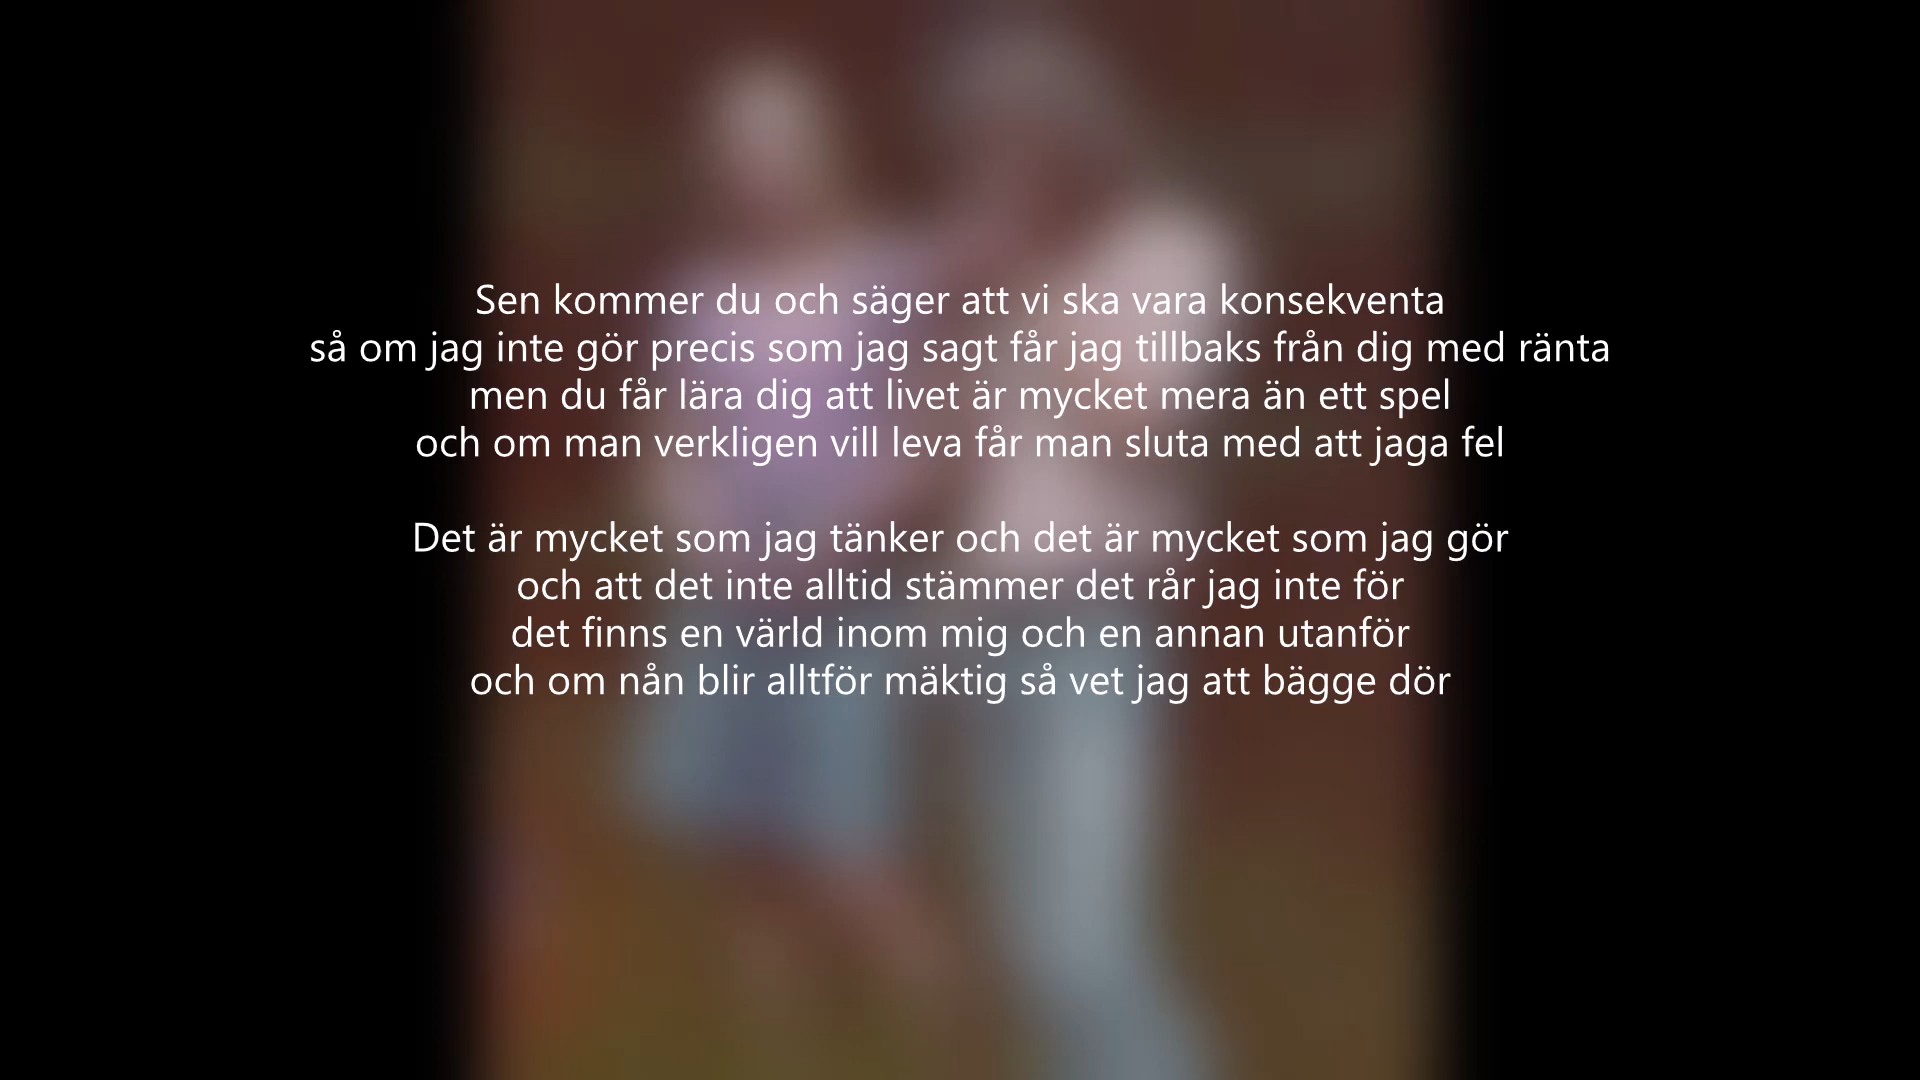 Sen kommer du och säger att vi ska vara konsekventa
så om jag inte gör precis som jag sagt får jag tillbaks från dig med ränta
men du får lära dig att livet är mycket mera än ett spel
och om man verkligen vill leva får man sluta med att jaga fel
Det är mycket som jag tänker och det är mycket som jag gör
och att det inte alltid stämmer det rår jag inte för
det finns en värld inom mig och en annan utanför
och om nån blir alltför mäktig så vet jag att bägge dör